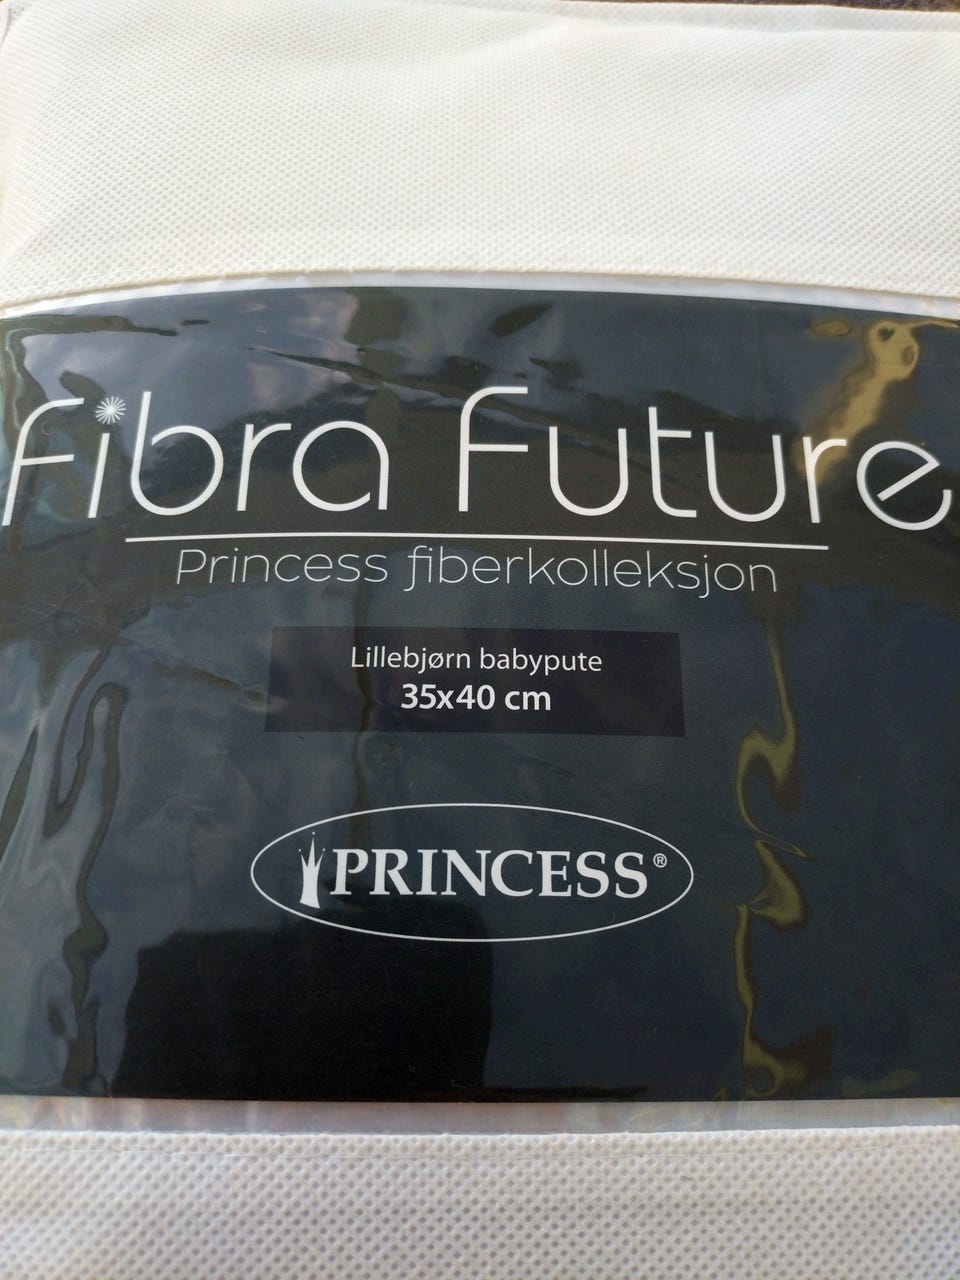 fibra Future
Princess fiberkolleksjon
Lillebjørn babypute
35x40 cm
PRINCESS®